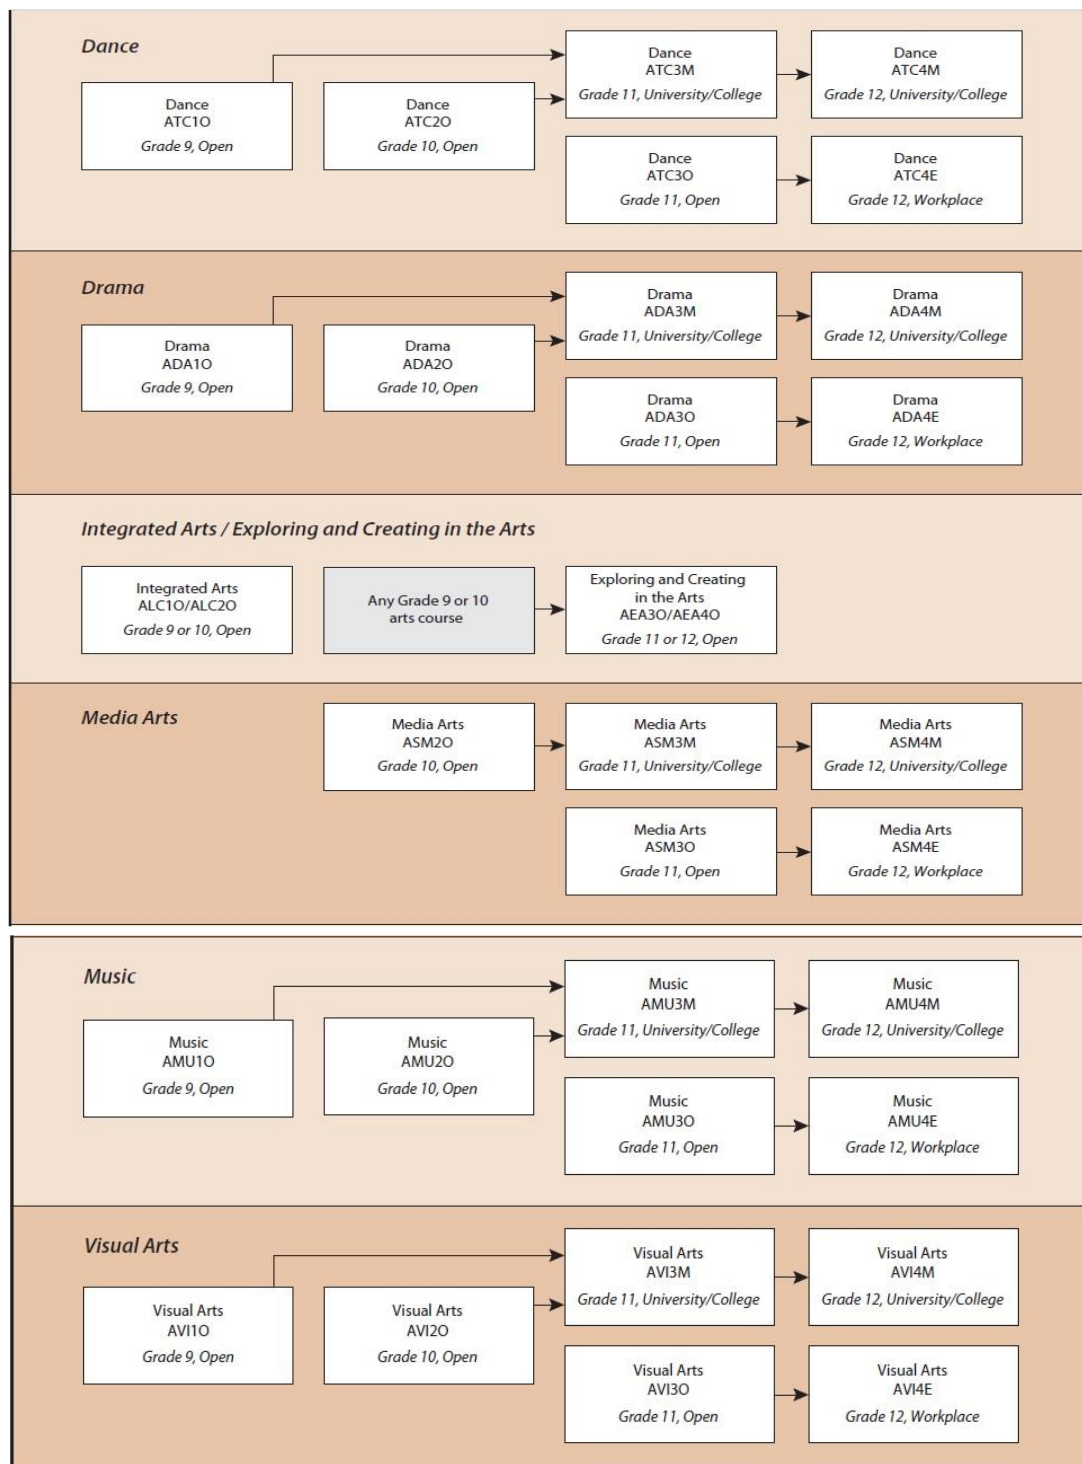 Dance
Dance
ATC1O
Grade 9, Open
Dance
ATC2O
Grade 10, Open
Dance
ATC3M
Grade 11, University/College
Dance
ATC4M
Grade 12, University/College
Dance
ATC3O
Grade 11, Open
Dance
ATC4E
Grade 12, Workplace
Drama
Drama
ADA1O
Grade 9, Open
Drama
ADA2O
Grade 10, Open
Drama
ADA3M
Grade 11, University/College
Drama
ADA4M
Grade 12, University/College
Drama
ADA3O
Grade 11, Open
Drama
ADA4E
Grade 12, Workplace
Integrated Arts / Exploring and Creating in the Arts
Integrated Arts
ALC1O/ALC2O
Grade 9 or 10, Open
Any Grade 9 or 10
arts course
Exploring and Creating
in the Arts
AEA3O/AEA4O
Grade 11 or 12, Open
Media Arts
Media Arts
ASM2O
Grade 10, Open
Media Arts
ASM3M
Grade 11, University/College
Media Arts
ASM4M
Grade 12, University/College
Media Arts
ASM3O
Grade 11, Open
Media Arts
ASM4E
Grade 12, Workplace
Music
Music
AMU1O
Grade 9, Open
Music
AMU2O
Grade 10, Open
Music
AMU3M
Grade 11, University/College
Music
AMU4M
Grade 12, University/College
Music
AMU3O
Grade 11, Open
Music
AMU4E
Grade 12, Workplace
Visual Arts
Visual Arts
AVI1O
Grade 9, Open
Visual Arts
AVI2O
Grade 10, Open
Visual Arts
AVI3M
Grade 11, University/College
Visual Arts
AVI4M
Grade 12, University/College
Visual Arts
AVI3O
Grade 11, Open
Visual Arts
AVI4E
Grade 12, Workplace